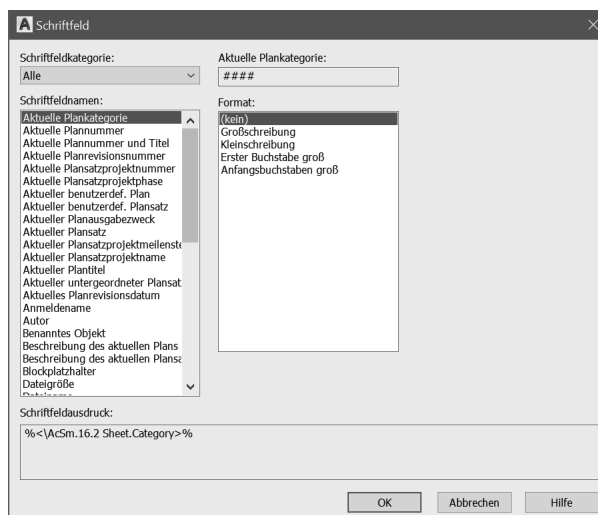 A Schriftfeld
Schriftfeldkategorie:
Alle
Schriftfeldnamen:
Aktuelle Plankategorie
Aktuelle Plannummer
Aktuelle Plannummer und Titel
Aktuelle Planrevisionsnummer
Aktuelle Plansatzprojektnummer
Aktuelle Plansatzprojektphase
Aktueller benutzerdef. Plan
Aktueller benutzerdef. Plansatz
Aktueller Planausgabezweck
Aktueller Plansatz
Aktueller Plansatzprojektmeilenste
Aktueller Plansatzprojektname
Aktueller Plantitel
Aktueller untergeordneter Plansat
Aktuelles Planrevisionsdatum
Anmeldename
Autor
Benanntes Objekt
Beschreibung des aktuellen Plans
Beschreibung des aktuellen Plansa
Blockplatzhalter
Dateigröße
Aktuelle Plankategorie:
####
Format:
(kein)
Großschreibung
Kleinschreibung
Erster Buchstabe groß
Anfangsbuchstaben groß
Schriftfeldausdruck:
%<\AcSm.16.2 Sheet.Category>%
OK
Abbrechen
Hilfe